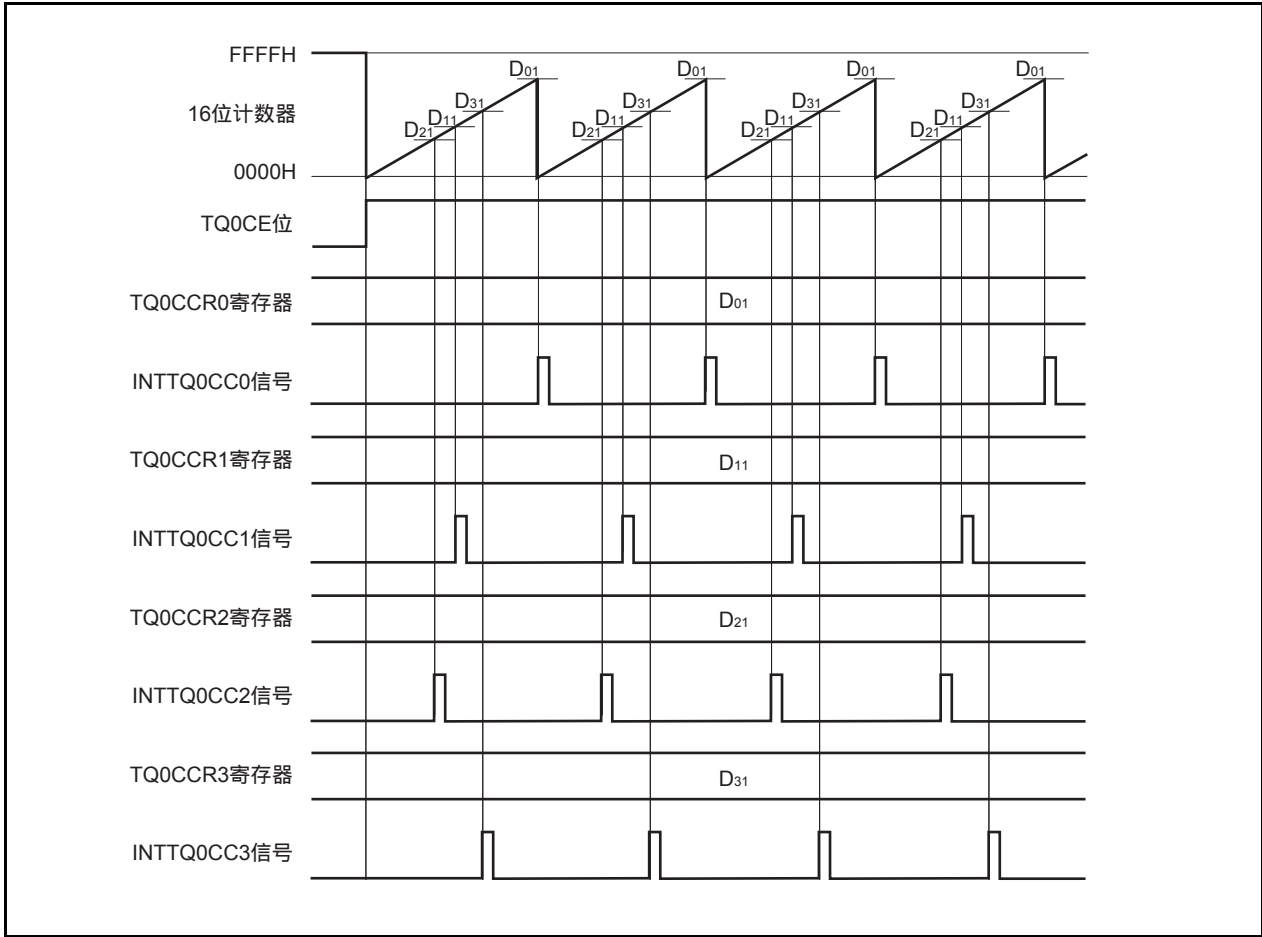 FFFFH
D01 D01 D01 D01
16位计数器
D31 D31 D31 D31
D11 D11 D11 D11
D21 D21 D21 D21
0000H
TQ0CE位
TQ0CCR0寄存器 D01
INTTQ0CC0信号
TQ0CCR1寄存器 D11
INTTQ0CC1信号
TQ0CCR2寄存器 D21
INTTQ0CC2信号
TQ0CCR3寄存器 D31
INTTQ0CC3信号